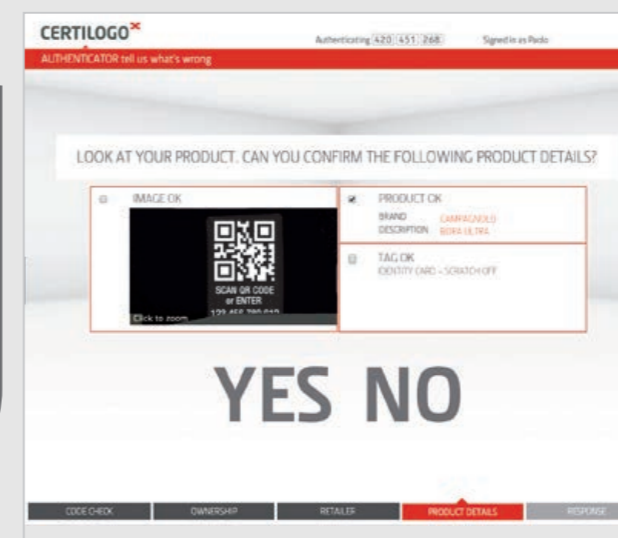 CERTILOGO
Authenticating 420 451 268
Signed in as Paolo
AUTHENTICATOR tell us what's wrong
LOOK AT YOUR PRODUCT. CAN YOU CONFIRM THE FOLLOWING PRODUCT DETAILS?
IMAGE OK
SCAN QR CODE
or ENTER
Click to zoom
PRODUCT OK
BRAND CAMPAGNOLO
DESCRIPTION BORA ULTRA
TAG OK
IDENTITY CARD – SCRATCH OFF
YES NO
CODE CHECK
OWNERSHIP
RETAILER
PRODUCT DETAILS
RESPONSE